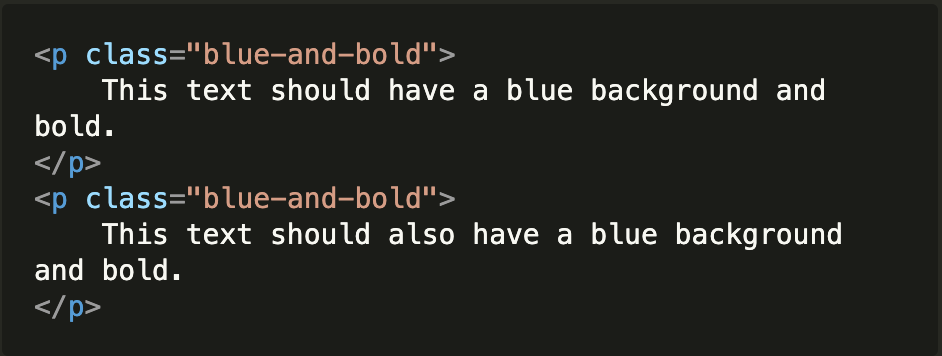 <p class="blue-and-bold">
    This text should have a blue background and
bold.
</p>
<p class="blue-and-bold">
    This text should also have a blue background
and bold.
</p>